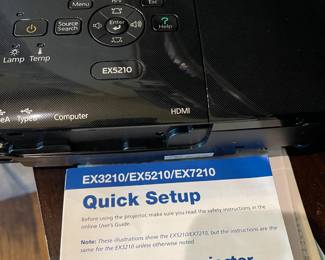 Menu
Esc
Source
Search
Enter
? Help
Lamp Temp
EX5210
Computer
HDMI
EX3210/EX5210/EX7210
Quick Setup
Before using the projector, make sure you read the safety instructions in the
online User's Guide.
Note: These illustrations show the EX5210/EX7210, but the instructions are the
same for the EX3210 unless otherwise noted.